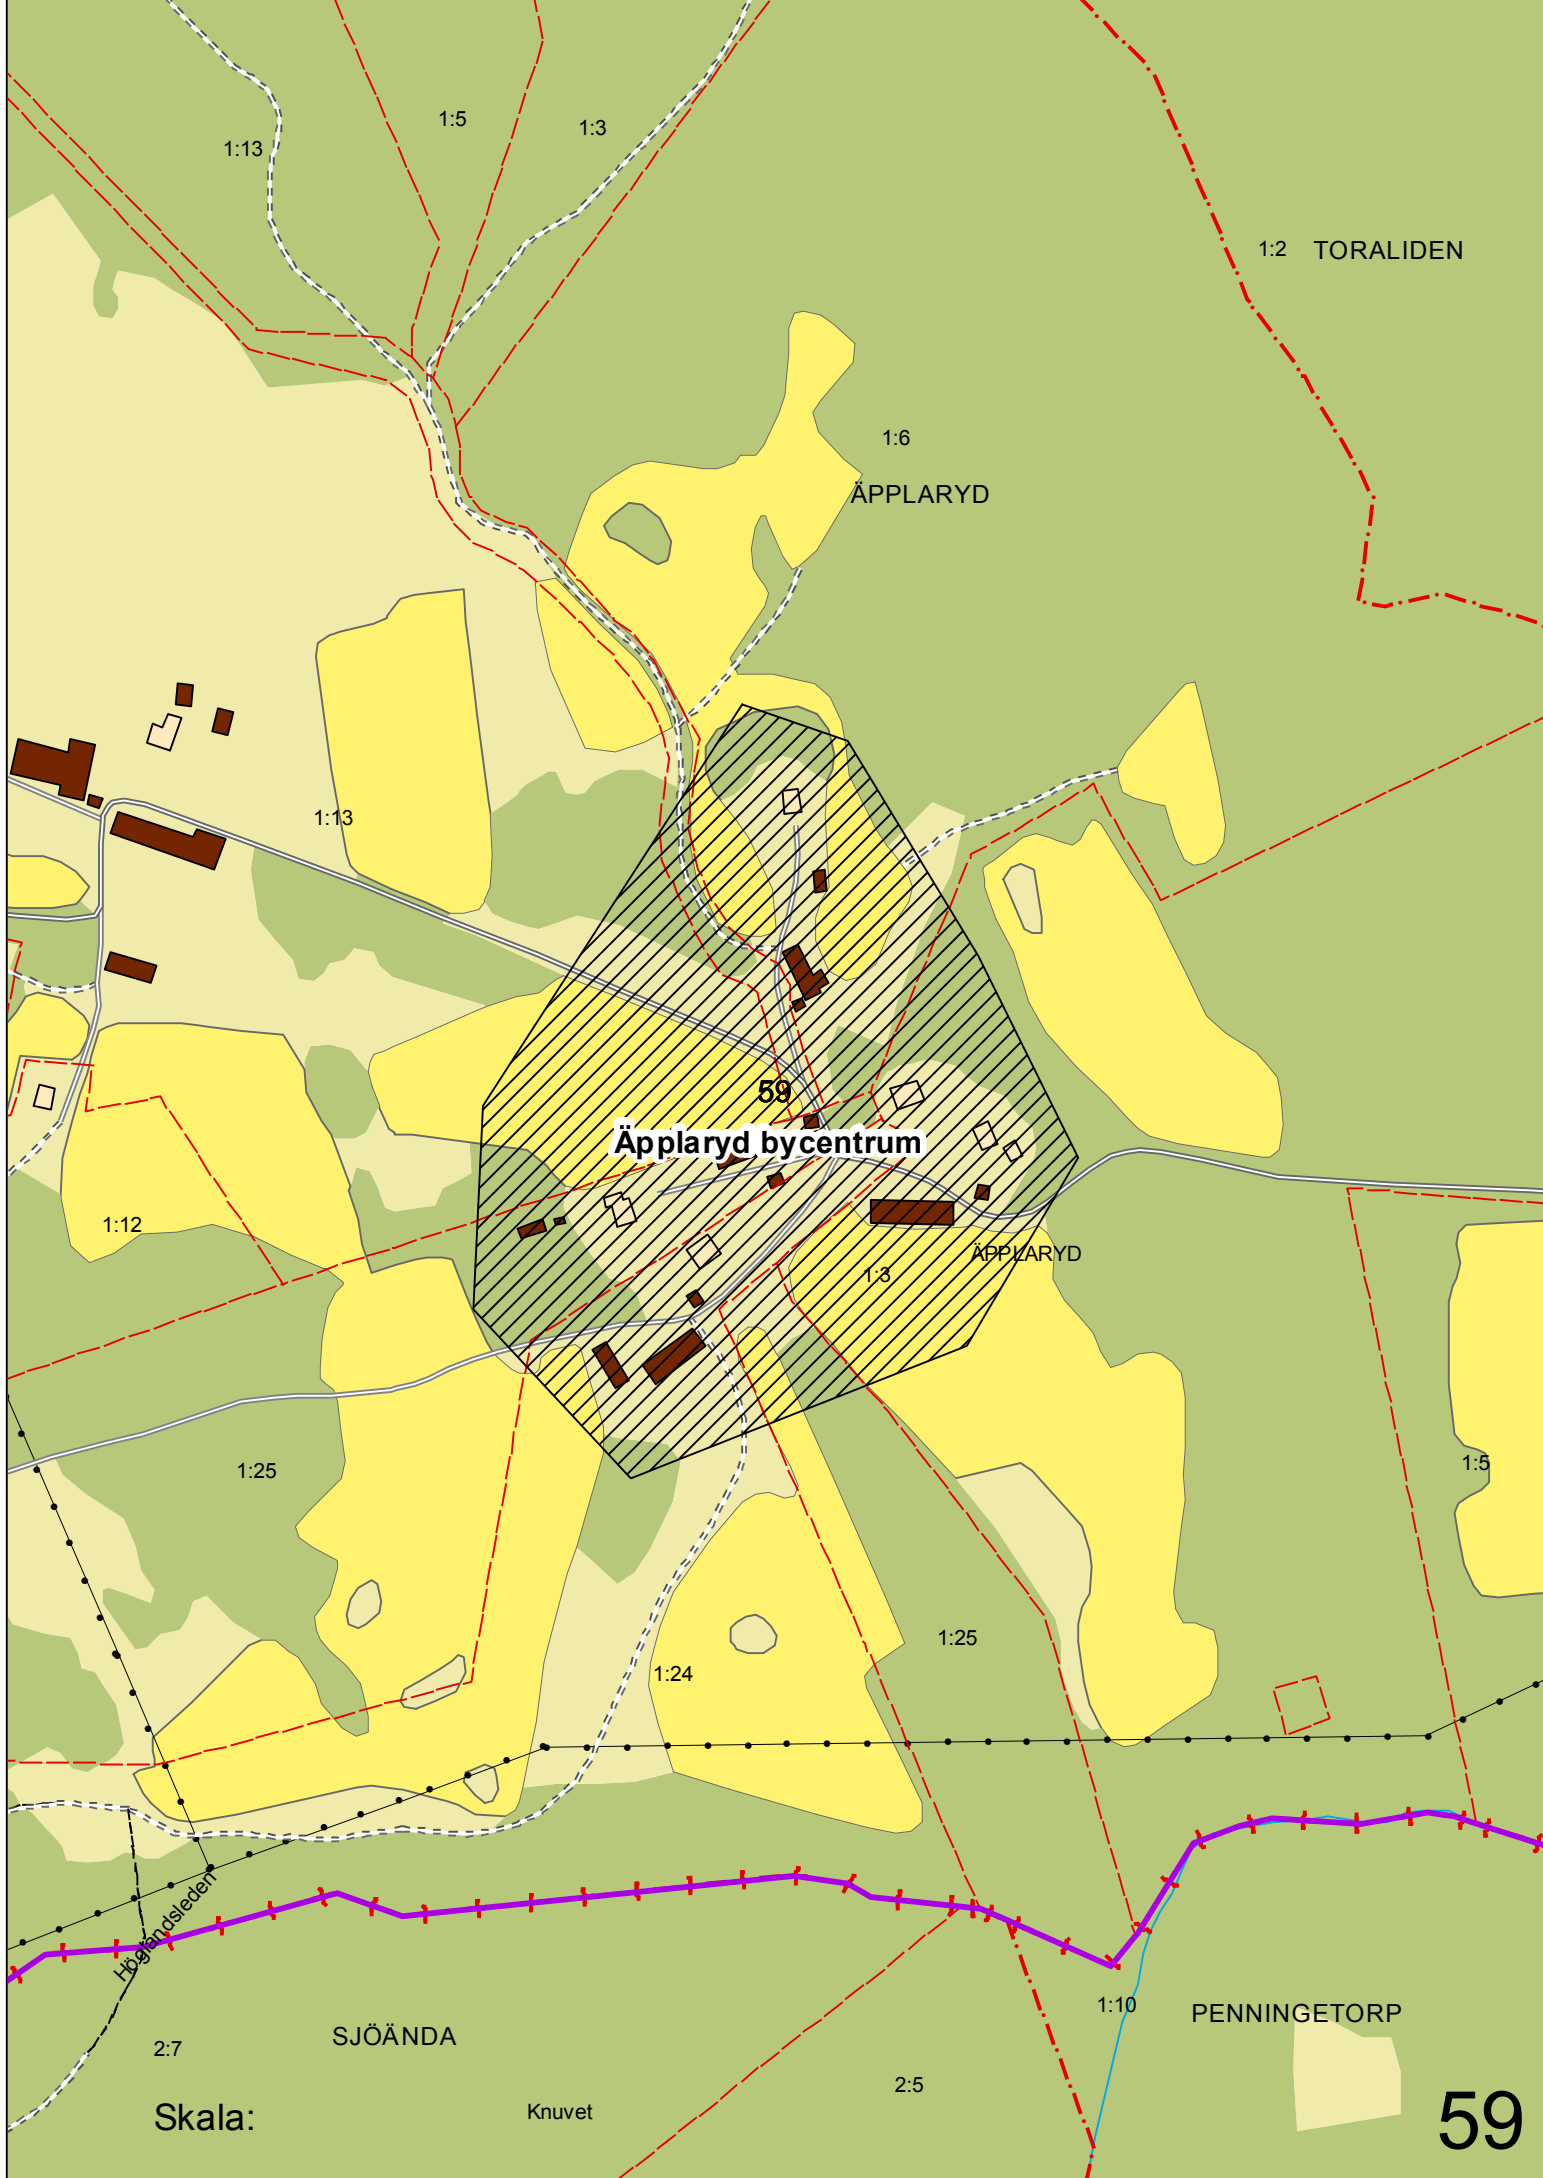 1:5
1:3
1:13
1:2 TORALIDEN
1:6
ÄPPLARYD
1:13
59
Äpplaryd bycentrum
1:12
ÄPPLARYD
1:3
1:5
1:25
1:25
1:24
Höglandsleden
1:10
PENNINGETORP
SJÖÄNDA
2:7
2:5
Skala:
Knuvet
59